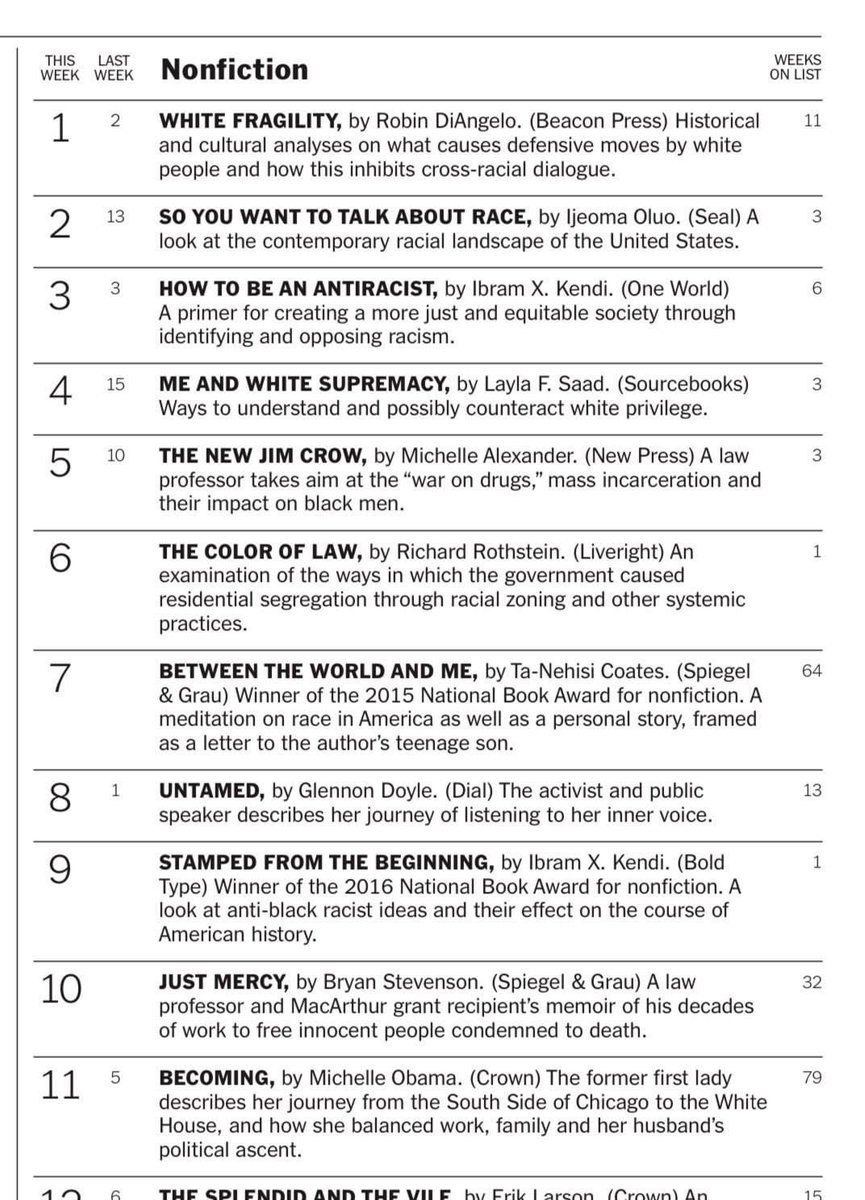 THIS WEEK LAST WEEK Nonfiction WEEKS ON LIST
1 2 WHITE FRAGILITY, by Robin DiAngelo. (Beacon Press) Historical 11
and cultural analyses on what causes defensive moves by white
people and how this inhibits cross-racial dialogue.
2 13 SO YOU WANT TO TALK ABOUT RACE, by Ijeoma Oluo. (Seal) A 3
look at the contemporary racial landscape of the United States.
3 3 HOW TO BE AN ANTIRACIST, by Ibram X. Kendi. (One World) 6
A primer for creating a more just and equitable society through
identifying and opposing racism.
4 15 ME AND WHITE SUPREMACY, by Layla F. Saad. (Sourcebooks) 3
Ways to understand and possibly counteract white privilege.
5 10 THE NEW JIM CROW, by Michelle Alexander. (New Press) A law 3
professor takes aim at the “war on drugs,” mass incarceration and
their impact on black men.
6 THE COLOR OF LAW, by Richard Rothstein. (Liveright) An 1
examination of the ways in which the government caused
residential segregation through racial zoning and other systemic
practices.
7 BETWEEN THE WORLD AND ME, by Ta-Nehisi Coates. (Spiegel 64
& Grau) Winner of the 2015 National Book Award for nonfiction. A
meditation on race in America as well as a personal story, framed
as a letter to the author’s teenage son.
8 1 UNTAMED, by Glennon Doyle. (Dial) The activist and public 13
speaker describes her journey of listening to her inner voice.
9 STAMPED FROM THE BEGINNING, by Ibram X. Kendi. (Bold 1
Type) Winner of the 2016 National Book Award for nonfiction. A
look at anti-black racist ideas and their effect on the course of
American history.
10 JUST MERCY, by Bryan Stevenson. (Spiegel & Grau) A law 32
professor and MacArthur grant recipient’s memoir of his decades
of work to free innocent people condemned to death.
11 5 BECOMING, by Michelle Obama. (Crown) The former first lady 79
describes her journey from the South Side of Chicago to the White
House, and how she balanced work, family and her husband’s
political ascent.
12 6 THE SPLENDID AND THE VILE, by Erik Larson. (Crown) An 15